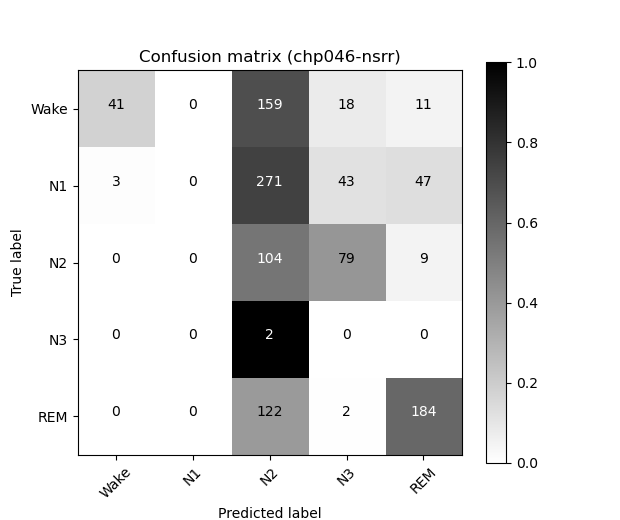 Confusion matrix (chp046-nsrr)
Wake 41 0 159 18 11
N1 3 0 271 43 47
N2 0 0 104 79 9
N3 0 0 2 0 0
REM 0 0 122 2 184
Wake N1 N2 N3 REM
Predicted label
True label
1.0
0.8
0.6
0.4
0.2
0.0